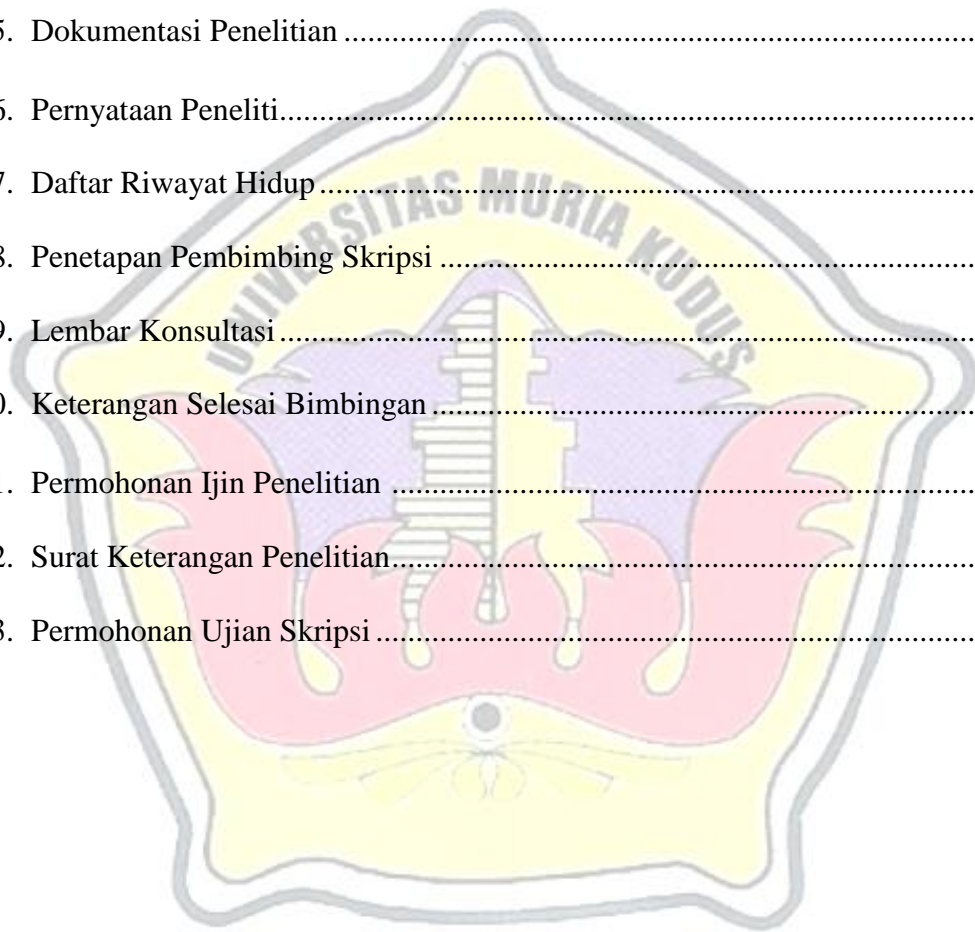 5. Dokumentasi Penelitian ...............................................................................
6. Pernyataan Peneliti.......................................................................................
UNIVERSITAS MURIA KUDUS
7. Daftar Riwayat Hidup ..................................................................................
8. Penetapan Pembimbing Skripsi ...................................................................
9. Lembar Konsultasi .......................................................................................
0. Keterangan Selesai Bimbingan ....................................................................
1. Permohonan Ijin Penelitian .........................................................................
2. Surat Keterangan Penelitian.........................................................................
3. Permohonan Ujian Skripsi ...........................................................................